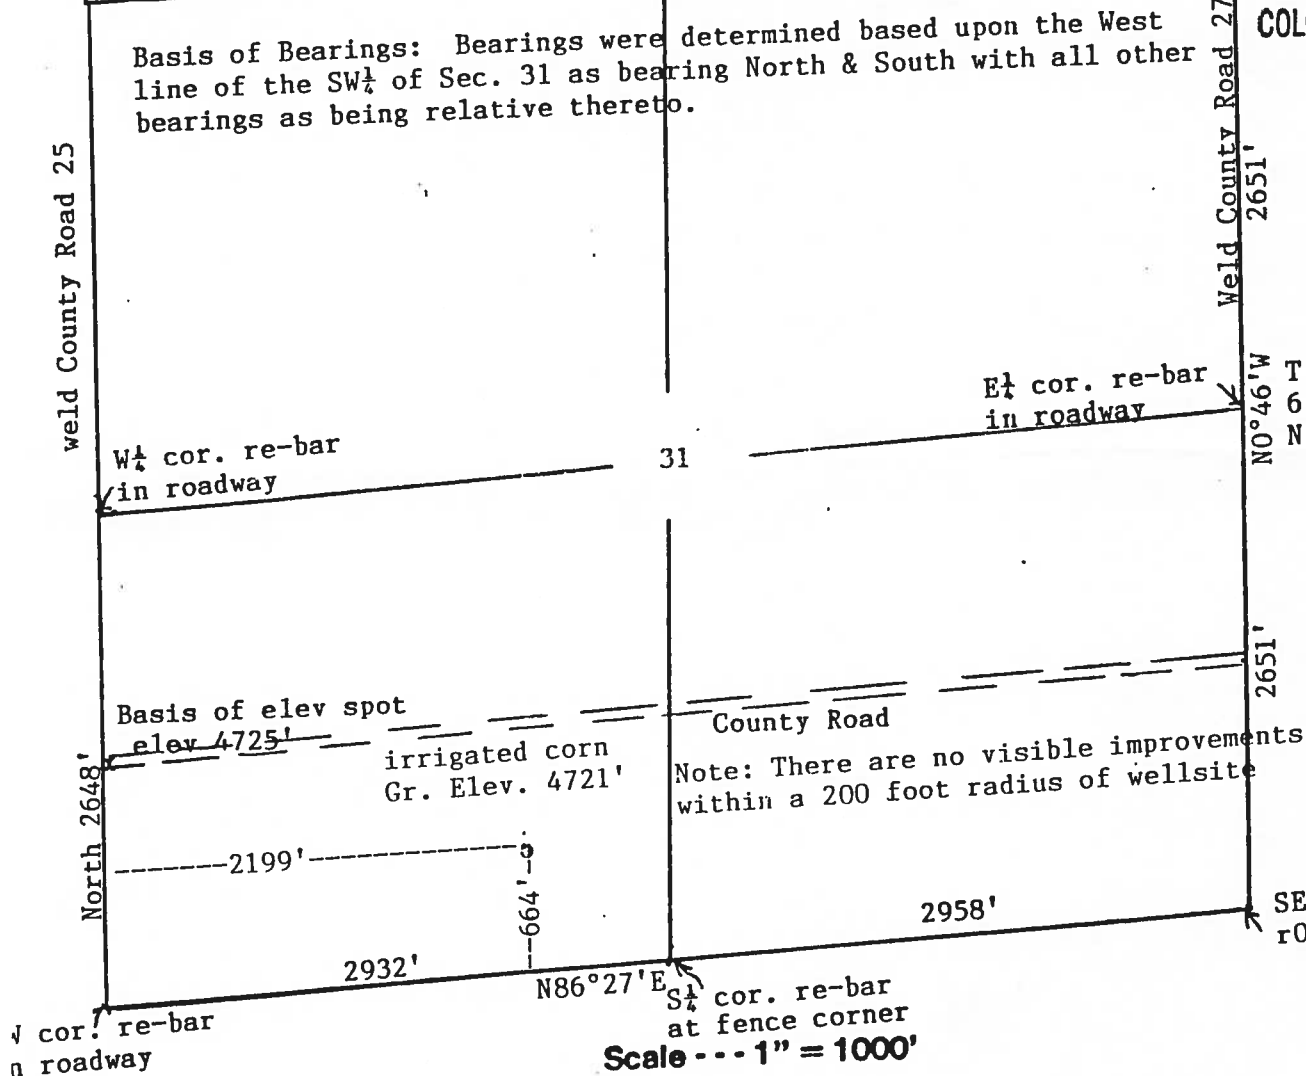 Weld County Road 27
COL
Basis of Bearings: Bearings were determined based upon the West
line of the SW¼ of Sec. 31 as bearing North & South with all other
bearings as being relative thereto.
weld County Road 25
2651'
E¼ cor. re-bar
in roadway
N0°46'W
T
6
N
W¼ cor. re-bar
in roadway
31
2651'
Basis of elev spot
elev 4725'
County Road
irrigated corn
Gr. Elev. 4721'
Note: There are no visible improvements
within a 200 foot radius of wellsite
North 2648'
2199'
664'
2958'
SE
rO
2932'
N86°27'E
S¼ cor. re-bar
at fence corner
cor. re-bar
roadway
Scale --- 1" = 1000'